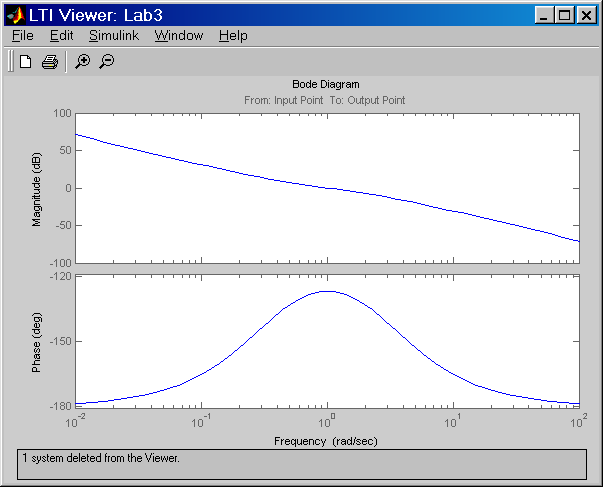 LTI Viewer: Lab3
File Edit Simulink Window Help
Bode Diagram
From: Input Point To: Output Point
Magnitude (dB)
100
50
0
-50
-100
Phase (deg)
-120
-150
-180
10^-2 10^-1 10^0 10^1 10^2
Frequency (rad/sec)
1 system deleted from the Viewer.